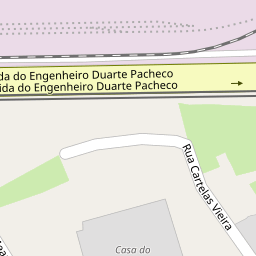 da do Engenheiro Duarte Pacheco
ida do Engenheiro Duarte Pacheco
Rua Cartelas Vieira
Casa do